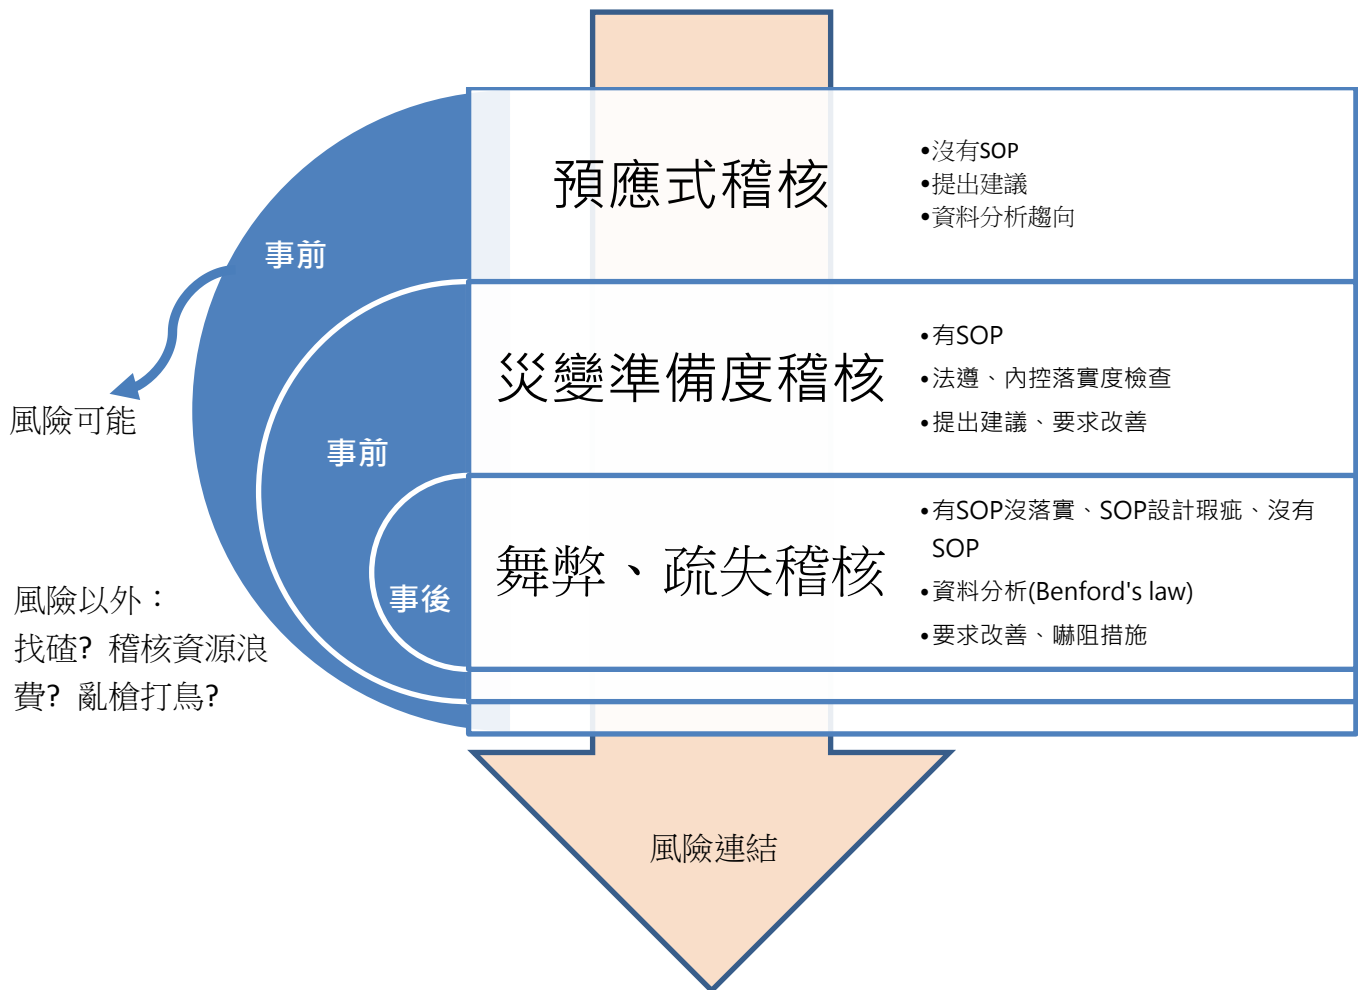 預應式稽核
•沒有SOP
•提出建議
•資料分析趨向
事前
災變準備度稽核
•有SOP
•法遵、內控落實度檢查
•提出建議、要求改善
風險可能
事前
舞弊、疏失稽核
•有SOP沒落實、SOP設計瑕疵、沒有
SOP
•資料分析(Benford's law)
•要求改善、嚇阻措施
事後
風險以外：
找碴? 稽核資源浪
費? 亂槍打鳥?
風險連結